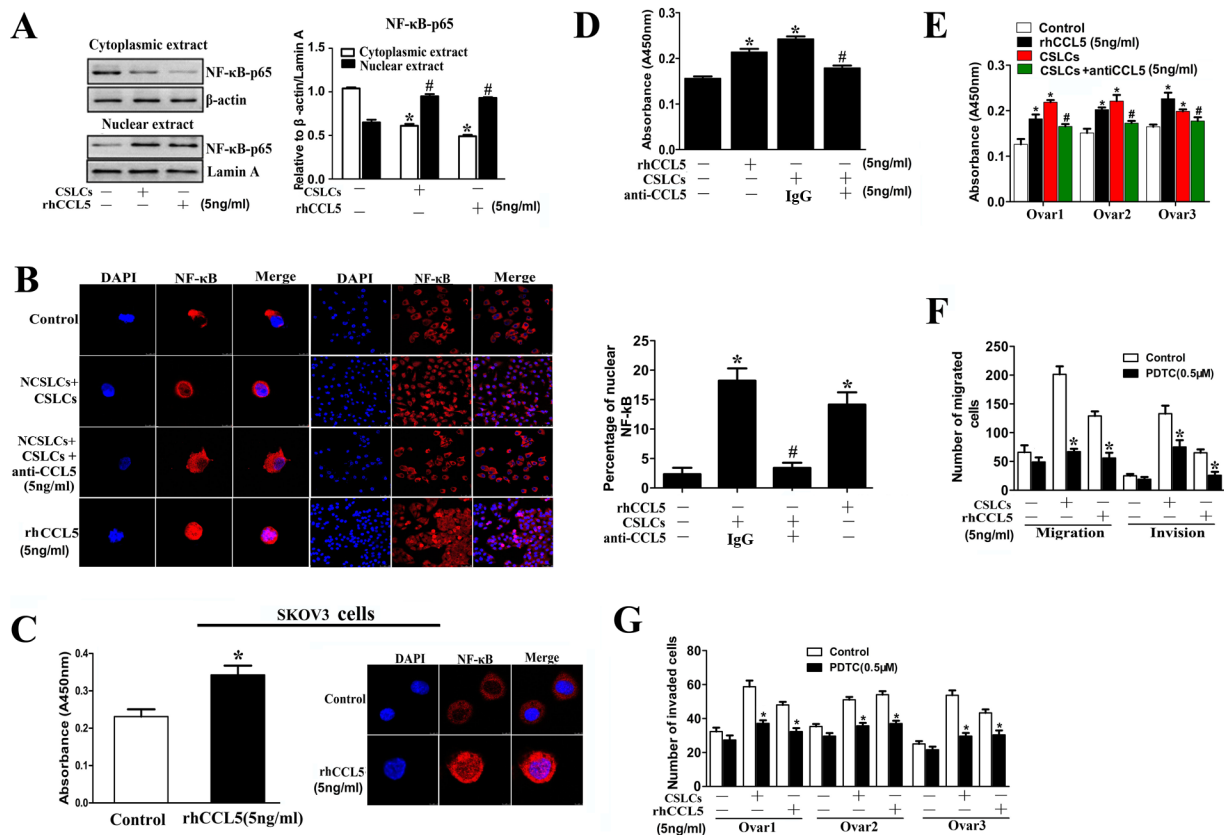 A
Cytoplasmic extract
NF-κB-p65
β-actin
Nuclear extract
NF-κB-p65
Lamin A
CSLCs — + —
rhCCL5 — — + (5ng/ml)
NF-κB-p65
Relative to β-actin/Lamin A
1.5
1.0
0.5
0.0
Cytoplasmic extract
Nuclear extract
* # * #
CSLCs — + —
rhCCL5 — — + (5ng/ml)
B
DAPI NF-κB Merge DAPI NF-κB Merge
Control
NCSLCs+
CSLCs
NCSLCs+
CSLCs +
anti-CCL5
(5ng/ml)
rhCCL5
(5ng/ml)
Percentage of nuclear
NF-kB
25
20
15
10
5
0
* # *
rhCCL5 — — — +
CSLCs — + + —
anti-CCL5 — IgG + —
C
SKOV3 cells
Absorbance (A450nm)
0.4
0.3
0.2
0.1
0.0
*
Control rhCCL5(5ng/ml)
DAPI NF-κB Merge
Control
rhCCL5
(5ng/ml)
D
Absorbance (A450nm)
0.3
0.2
0.1
0.0
* * #
rhCCL5 — + — — (5ng/ml)
CSLCs — — + +
anti-CCL5 — — IgG + (5ng/ml)
E
Control
rhCCL5 (5ng/ml)
CSLCs
CSLCs+antiCCL5 (5ng/ml)
Absorbance (A450nm)
0.3
0.2
0.1
* * # * * # * * #
Ovar1 Ovar2 Ovar3
F
Number of migrated
cells
250
200
150
100
50
0
Control
PDTC(0.5μM)
* * * *
CSLCs — + — — + —
rhCCL5 — — + — — +
(5ng/ml) Migration Invision
G
Number of invaded cells
80
60
40
20
0
Control
PDTC(0.5μM)
* * * * * *
CSLCs — + — — + — — + —
rhCCL5 — — + — — + — — +
(5ng/ml) Ovar1 Ovar2 Ovar3